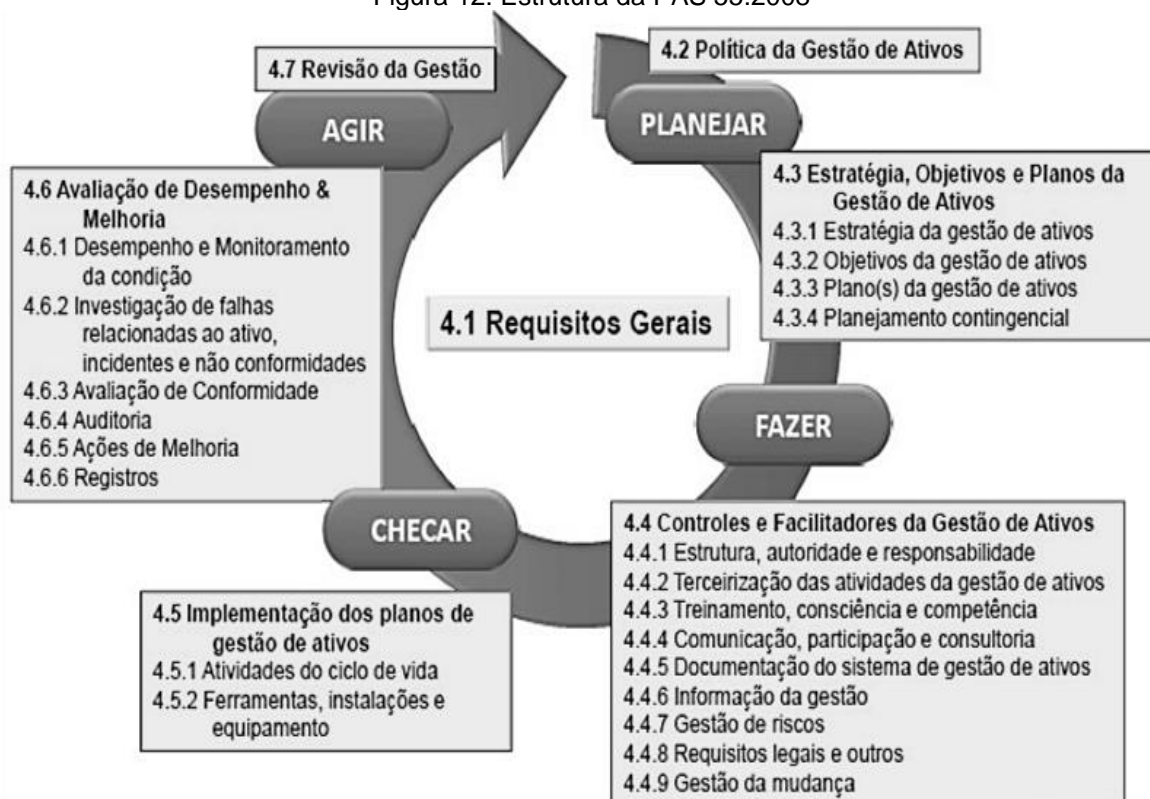 Figura 12: Estrutura da PAS 55:2008
4.7 Revisão da Gestão
4.2 Política da Gestão de Ativos
AGIR
PLANEJAR
4.6 Avaliação de Desempenho &
Melhoria
4.6.1 Desempenho e Monitoramento
da condição
4.6.2 Investigação de falhas
relacionadas ao ativo,
incidentes e não conformidades
4.6.3 Avaliação de Conformidade
4.6.4 Auditoria
4.6.5 Ações de Melhoria
4.6.6 Registros
4.3 Estratégia, Objetivos e Planos da
Gestão de Ativos
4.3.1 Estratégia da gestão de ativos
4.3.2 Objetivos da gestão de ativos
4.3.3 Plano(s) da gestão de ativos
4.3.4 Planejamento contingencial
4.1 Requisitos Gerais
FAZER
CHECAR
4.4 Controles e Facilitadores da Gestão de Ativos
4.4.1 Estrutura, autoridade e responsabilidade
4.4.2 Terceirização das atividades da gestão de ativos
4.4.3 Treinamento, consciência e competência
4.4.4 Comunicação, participação e consultoria
4.4.5 Documentação do sistema de gestão de ativos
4.4.6 Informação da gestão
4.4.7 Gestão de riscos
4.4.8 Requisitos legais e outros
4.4.9 Gestão da mudança
4.5 Implementação dos planos de
gestão de ativos
4.5.1 Atividades do ciclo de vida
4.5.2 Ferramentas, instalações e
equipamento